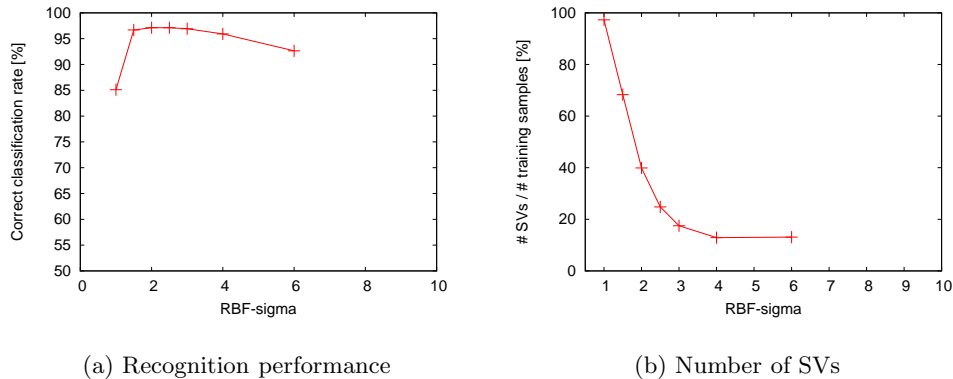 Correct classification rate [%]
100
95
90
85
80
75
70
65
60
55
50
0 2 4 6 8 10
RBF-sigma
(a) Recognition performance
# SVs / # training samples [%]
100
80
60
40
20
0
1 2 3 4 5 6 7 8 9 10
RBF-sigma
(b) Number of SVs